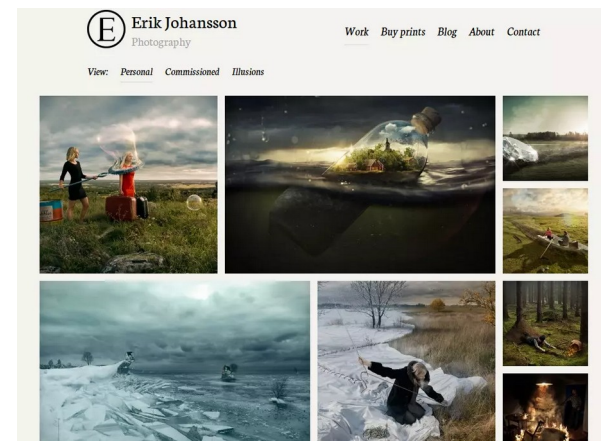 E
Erik Johansson
Photography
Work Buy prints Blog About Contact
View: Personal Commissioned Illusions